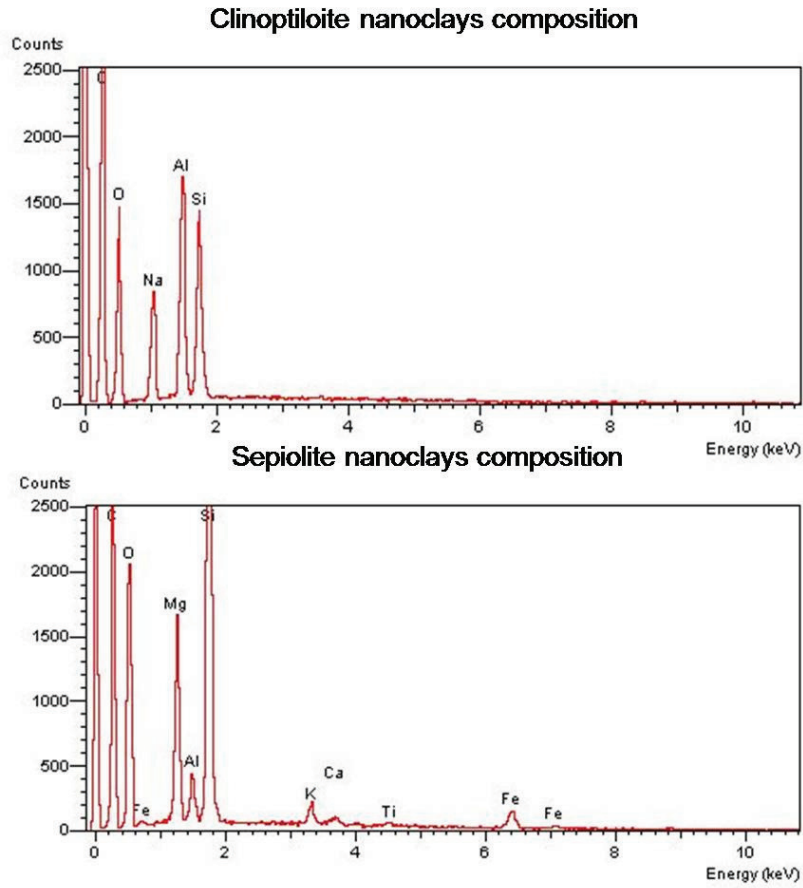 Clinoptiloite nanoclays composition
Counts
2500
2000
1500
1000
500
0
C
O
Na
Al
Si
0 2 4 6 8 10
Energy (keV)
Sepiolite nanoclays composition
Counts
2500
2000
1500
1000
500
0
C
O
Fe
Mg
Al
Si
K
Ca
Ti
Fe
Fe
0 2 4 6 8 10
Energy (keV)